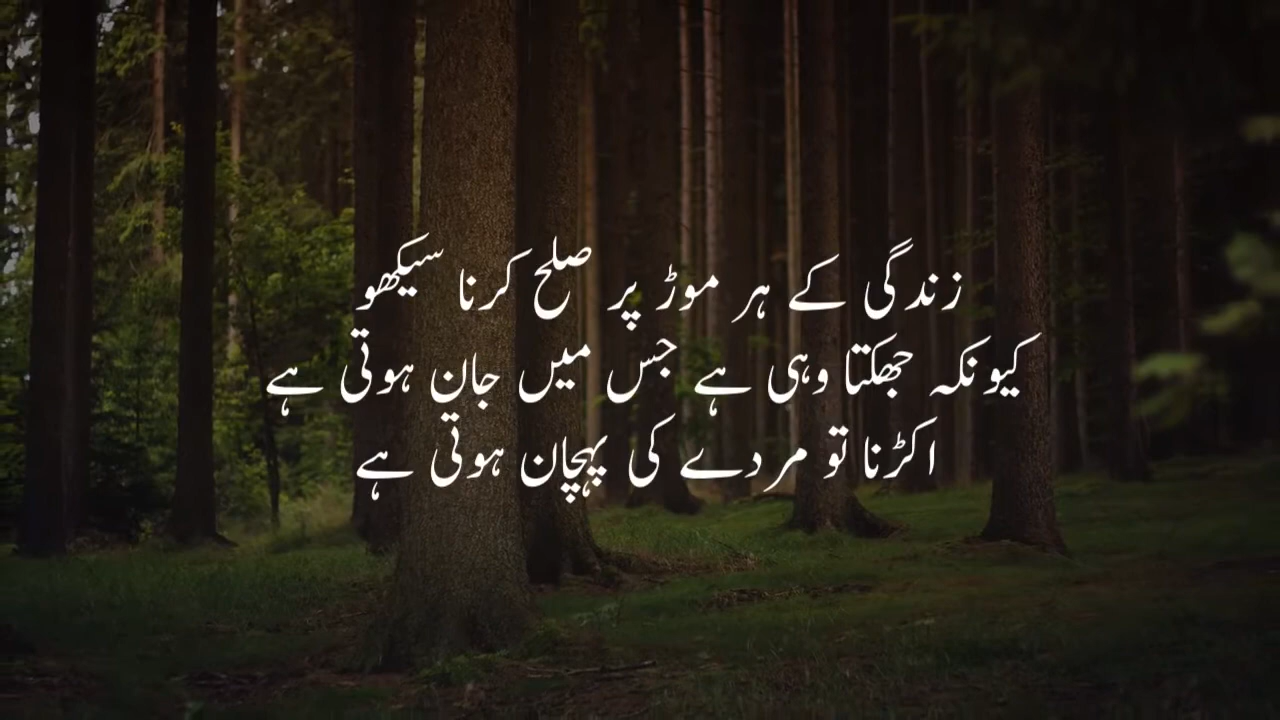 زندگی کے ہر موڑ پر صلح کرنا سیکھو
کیونکہ جھکتا وہی ہے جس میں جان ہوتی ہے
اکڑنا تو مردے کی پہچان ہوتی ہے